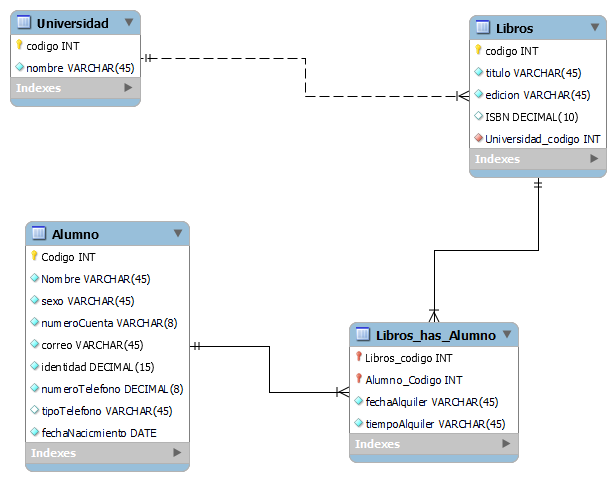 Universidad
codigo INT
nombre VARCHAR(45)
Indexes
Libros
codigo INT
titulo VARCHAR(45)
edicion VARCHAR(45)
ISBN DECIMAL(10)
Universidad_codigo INT
Indexes
Alumno
Codigo INT
Nombre VARCHAR(45)
sexo VARCHAR(45)
numeroCuenta VARCHAR(8)
correo VARCHAR(45)
identidad DECIMAL(15)
numeroTelefono DECIMAL(8)
tipoTelefono VARCHAR(45)
fechaNacicmiento DATE
Indexes
Libros_has_Alumno
Libros_codigo INT
Alumno_Codigo INT
fechaAlquiler VARCHAR(45)
tiempoAlquiler VARCHAR(45)
Indexes